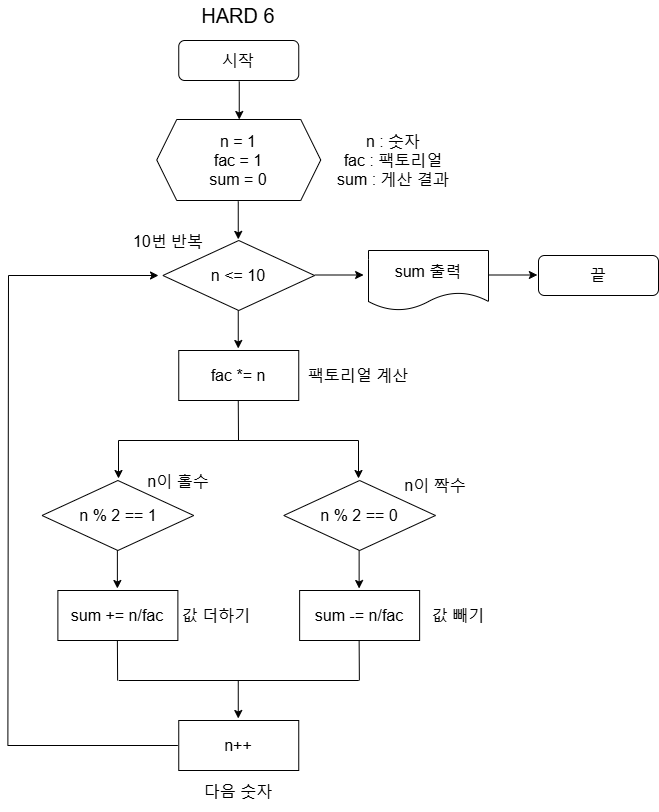 HARD 6
시작
n = 1
fac = 1
sum = 0
n : 숫자
fac : 팩토리얼
sum : 게산 결과
10번 반복
n <= 10
sum 출력
끝
fac *= n
팩토리얼 계산
n이 홀수
n이 짝수
n % 2 == 1
n % 2 == 0
sum += n/fac
값 더하기
sum -= n/fac
값 빼기
n++
다음 숫자